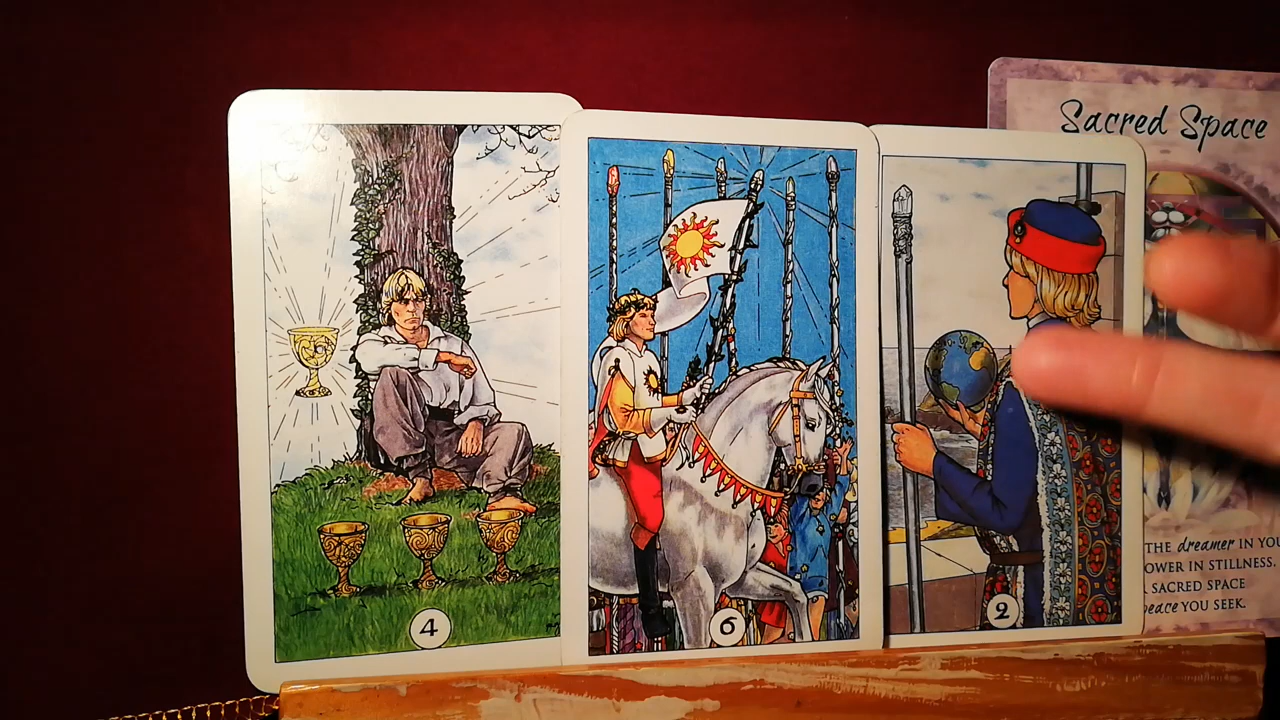 Sacred Space
4
6
2
THE dreamer IN YOU
OWER IN STILLNESS.
SACRED SPACE
peace YOU SEEK.